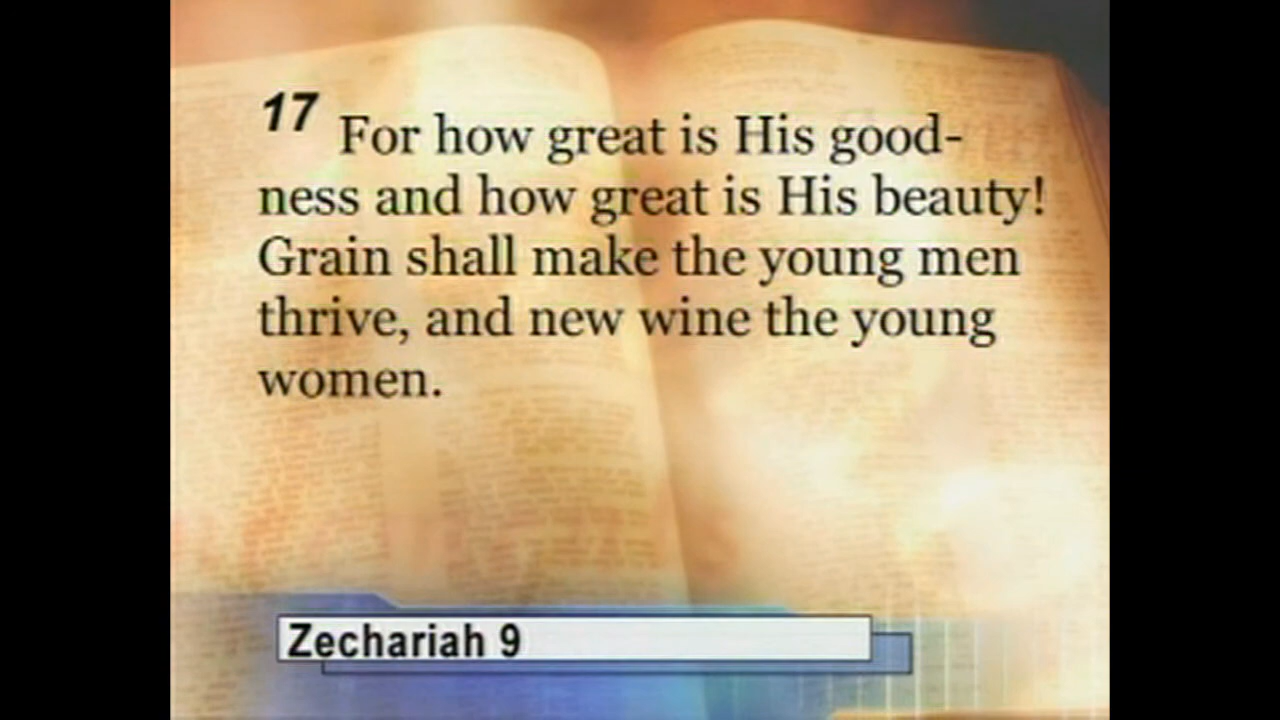 17 For how great is His good-
ness and how great is His beauty!
Grain shall make the young men
thrive, and new wine the young
women.
Zechariah 9